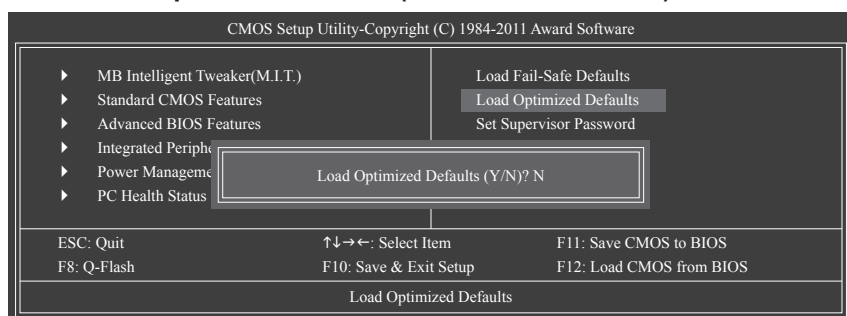 CMOS Setup Utility-Copyright (C) 1984-2011 Award Software
MB Intelligent Tweaker(M.I.T.)
Standard CMOS Features
Advanced BIOS Features
Integrated Periphe
Power Manageme
PC Health Status
Load Fail-Safe Defaults
Load Optimized Defaults
Set Supervisor Password
Load Optimized Defaults (Y/N)? N
ESC: Quit ↑↓→←: Select Item F11: Save CMOS to BIOS
F8: Q-Flash F10: Save & Exit Setup F12: Load CMOS from BIOS
Load Optimized Defaults